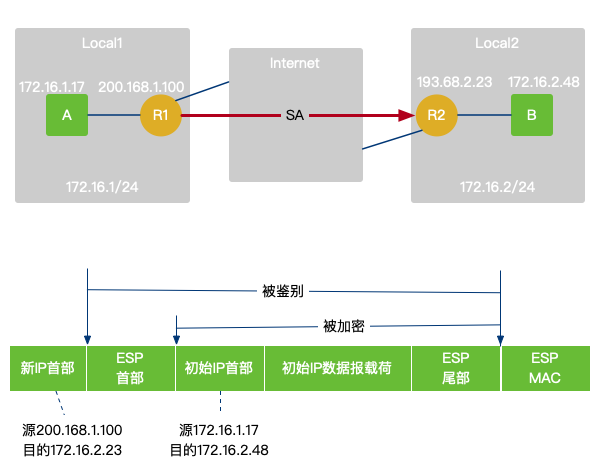 Local1
Internet
Local2
172.16.1.17
200.168.1.100
193.68.2.23
172.16.2.48
A
R1
SA
R2
B
172.16.1/24
172.16.2/24
被鉴别
被加密
新IP首部
ESP
首部
初始IP首部
初始IP数据报载荷
ESP
尾部
ESP
MAC
源200.168.1.100
目的172.16.2.23
源172.16.1.17
目的172.16.2.48